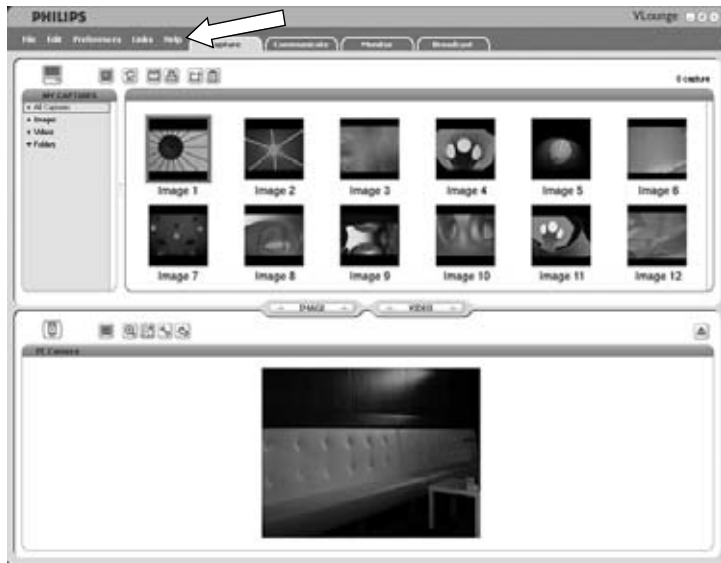 PHILIPS
VLounge
File Edit Preferences Links Help
Capture Communicate Monitor Broadcast
0 capture
MY CAPTURES
All Captures
Images
Videos
Folders
Image 1 Image 2 Image 3 Image 4 Image 5 Image 6
Image 7 Image 8 Image 9 Image 10 Image 11 Image 12
IMAGE VIDEO
PC Camera